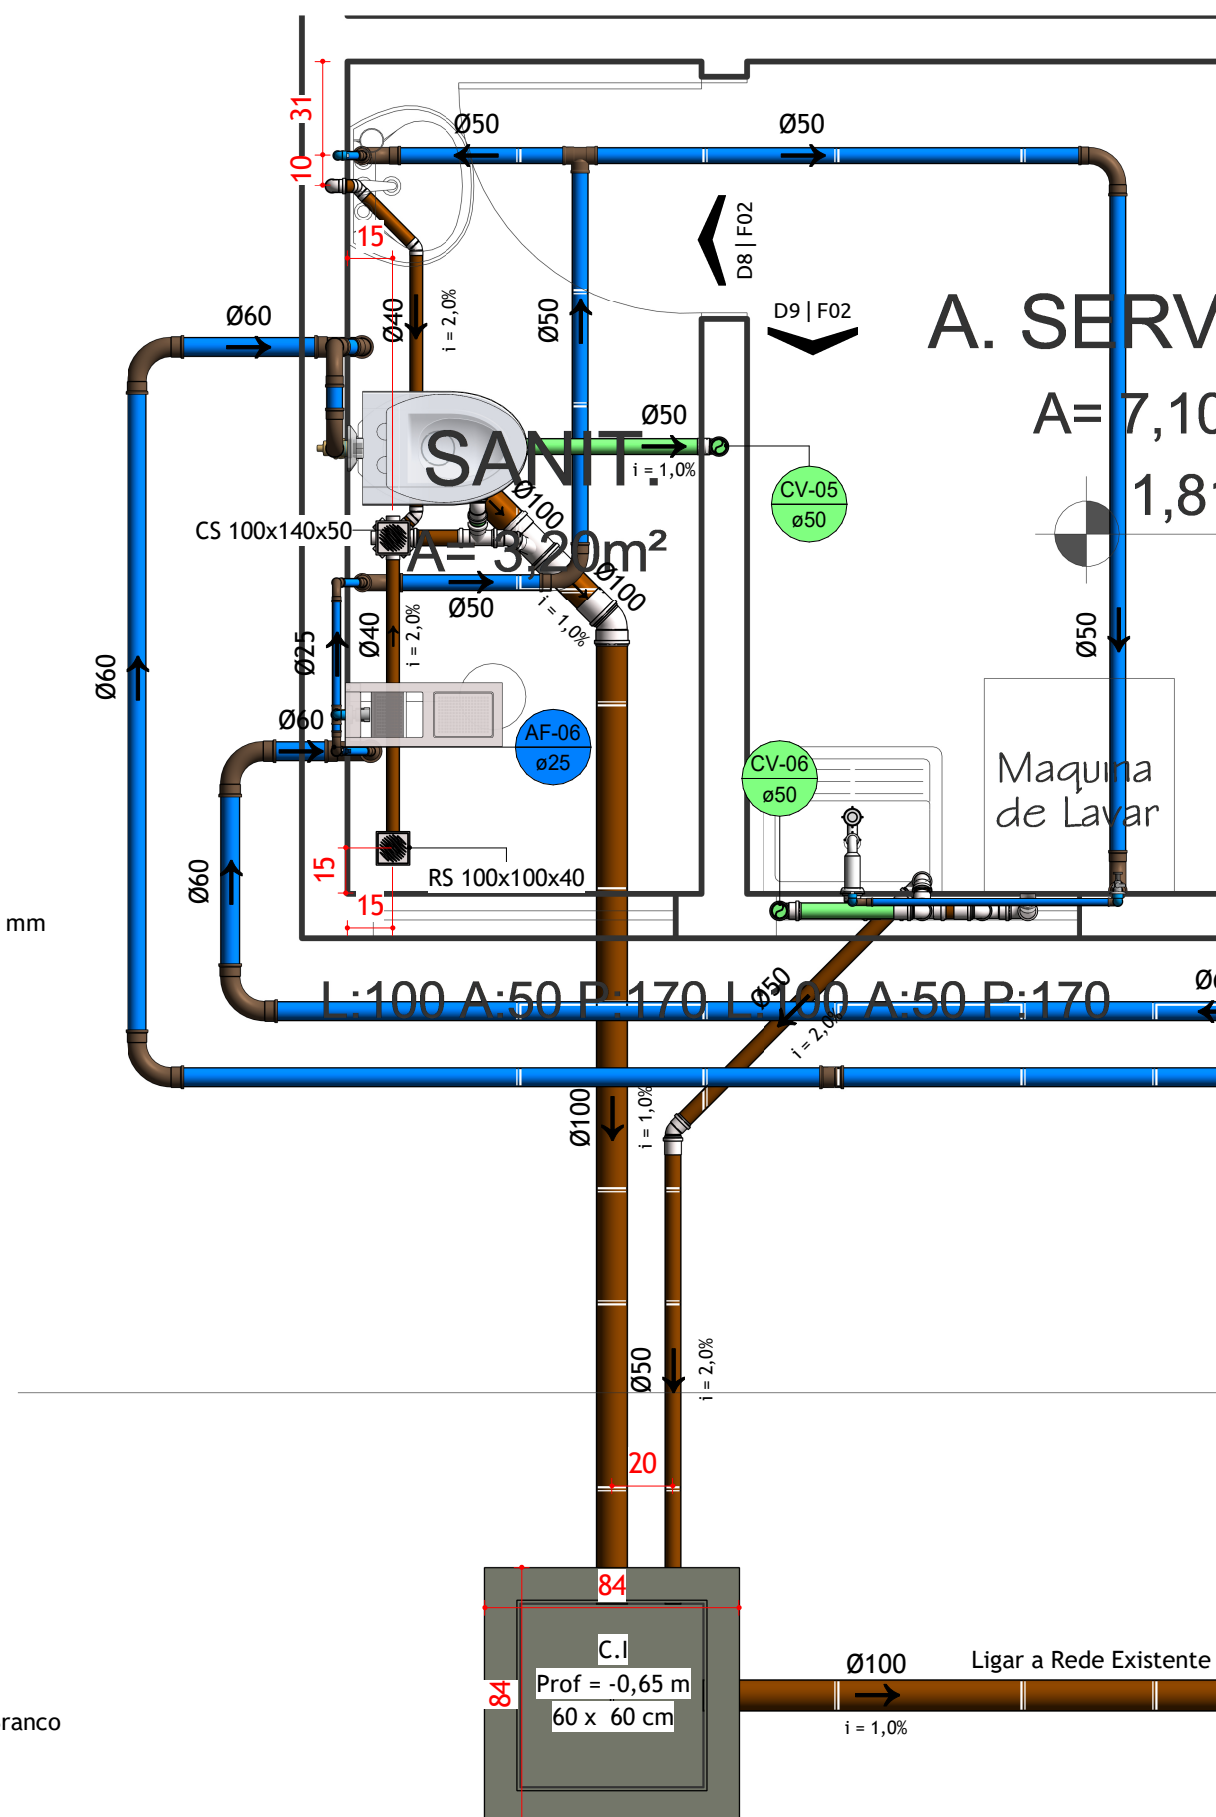 31
Ø50
Ø50
10
D8 | F02
15
Ø60
Ø40
i = 2,0%
Ø50
D9 | F02
A. SERV
A= 7,10
1,81
SANIT.
A= 3,20m²
Ø50
i = 1,0%
CV-05
ø50
Ø100
CS 100x140x50
Ø100
i = 1,0%
Ø50
Ø25
Ø40
i = 2,0%
Ø50
Ø60
Ø60
AF-06
ø25
CV-06
ø50
Maquina
de Lavar
Ø60
15
RS 100x100x40
15
mm
L:100 A:50 P:170 L:100 A:50 P:170
Ø50
i = 2,0%
Ø100
i = 1,0%
Ø50
i = 2,0%
20
84
84
C.I
Prof = -0,65 m
60 x 60 cm
Ø100
i = 1,0%
Ligar a Rede Existente
ranco